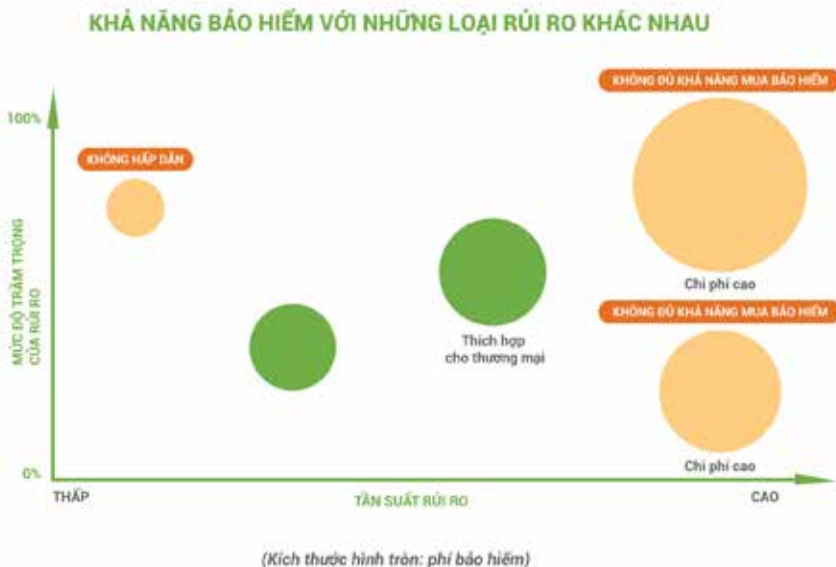 KHẢ NĂNG BẢO HIỂM VỚI NHỮNG LOẠI RỦI RO KHÁC NHAU
KHÔNG ĐỦ KHẢ NĂNG MUA BẢO HIỂM
100%
KHÔNG HẤP DẪN
MỨC ĐỘ TRẦM TRỌNG
CỦA RỦI RO
Chi phí cao
KHÔNG ĐỦ KHẢ NĂNG MUA BẢO HIỂM
Thích hợp
cho thương mại
Chi phí cao
0%
THẤP
TẦN SUẤT RỦI RO
CAO
(Kích thước hình tròn: phí bảo hiểm)